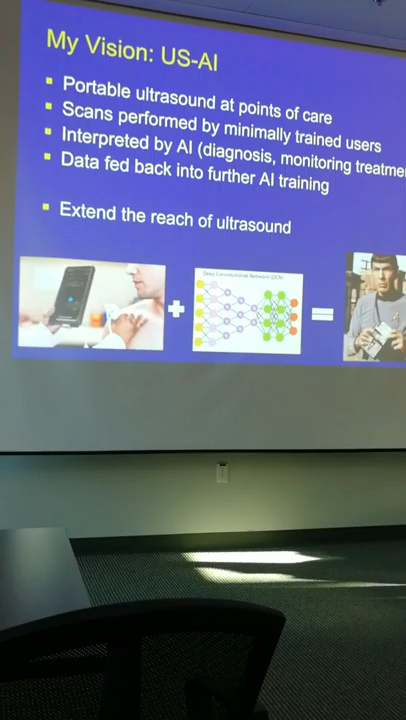 My Vision: US-AI
Portable ultrasound at points of care
Scans performed by minimally trained users
Interpreted by AI (diagnosis, monitoring
Data fed back into further AI training
Extend the reach of ultrasound
Deep Convolutional Network (DCN)